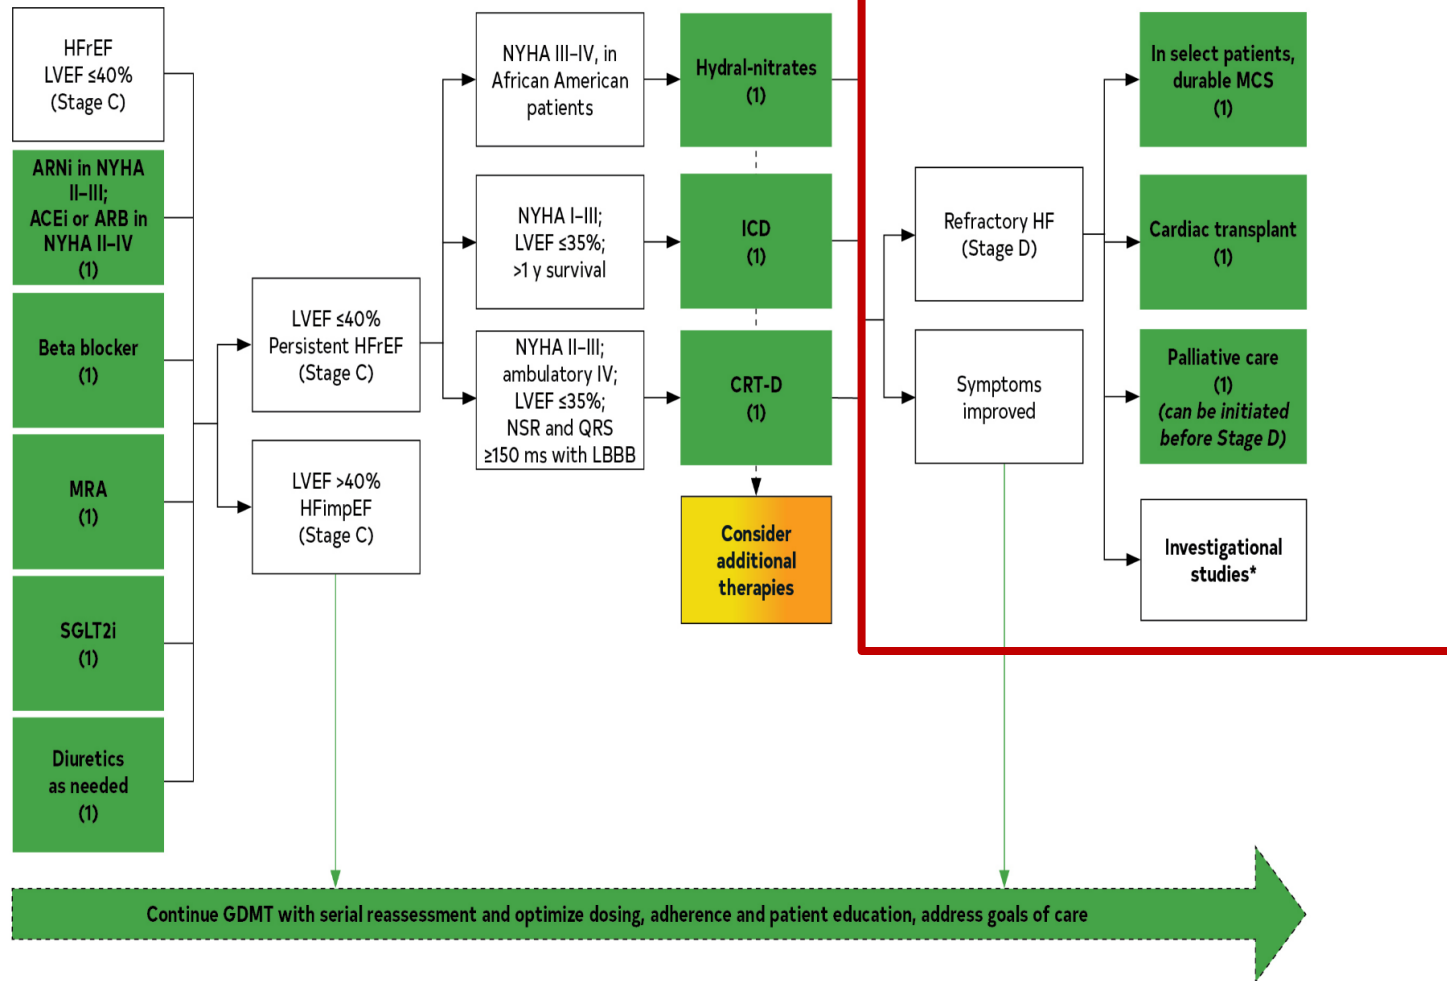 HFrEF
LVEF ≤40%
(Stage C)
ARNi in NYHA
II–III;
ACEi or ARB in
NYHA II–IV
(1)
Beta blocker
(1)
MRA
(1)
SGLT2i
(1)
Diuretics
as needed
(1)
LVEF ≤40%
Persistent HFrEF
(Stage C)
LVEF >40%
HFimpEF
(Stage C)
NYHA III–IV, in
African American
patients
NYHA I–III;
LVEF ≤35%;
>1 y survival
NYHA II–III;
ambulatory IV;
LVEF ≤35%;
NSR and QRS
≥150 ms with LBBB
Hydral-nitrates
(1)
ICD
(1)
CRT-D
(1)
Consider
additional
therapies
Refractory HF
(Stage D)
Symptoms
improved
In select patients,
durable MCS
(1)
Cardiac transplant
(1)
Palliative care
(1)
(can be initiated
before Stage D)
Investigational
studies*
Continue GDMT with serial reassessment and optimize dosing, adherence and patient education, address goals of care